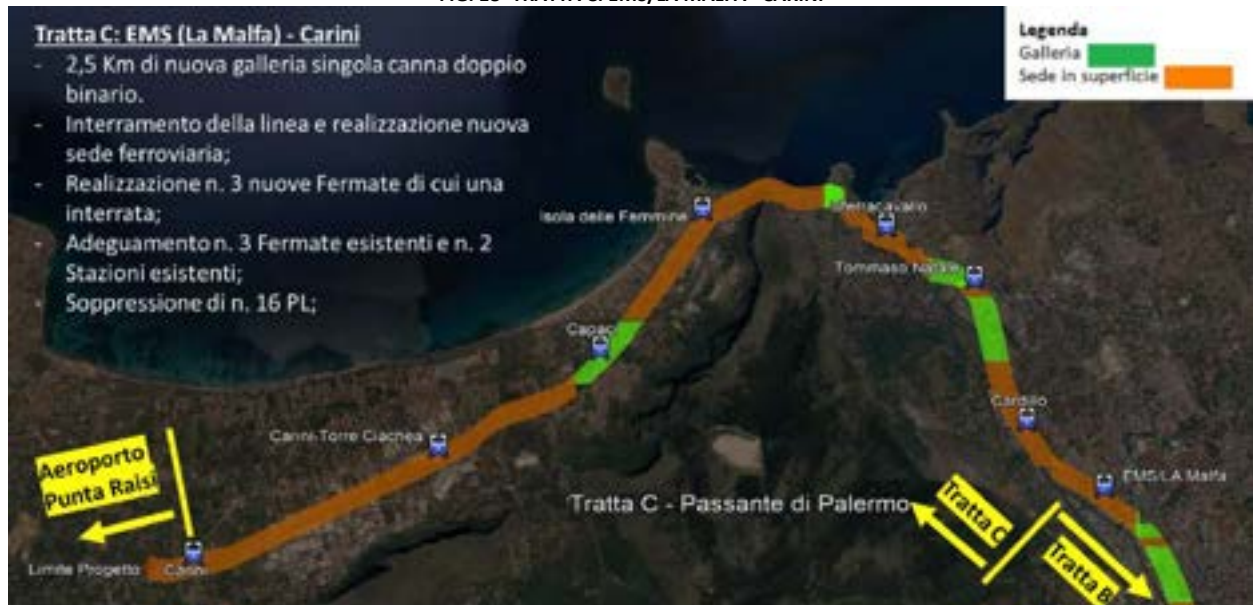 Tratta C: EMS (La Malfa) - Carini
- 2,5 Km di nuova galleria singola canna doppio
binario.
- Interramento della linea e realizzazione nuova
sede ferroviaria;
- Realizzazione n. 3 nuove Fermate di cui una
interrata;
- Adeguamento n. 3 Fermate esistenti e n. 2
Stazioni esistenti;
- Soppressione di n. 16 PL;
Legenda
Galleria
Sede in superficie
Isola delle Femmine
Sferracavallo
Tommaso Natale
Capaci
Cardillo
Carini-Torre Ciachea
EMS/LA Malfa
Aeroporto
Punta Raisi
Tratta C - Passante di Palermo
Tratta C
Tratta B
Limite Progetto
Carini